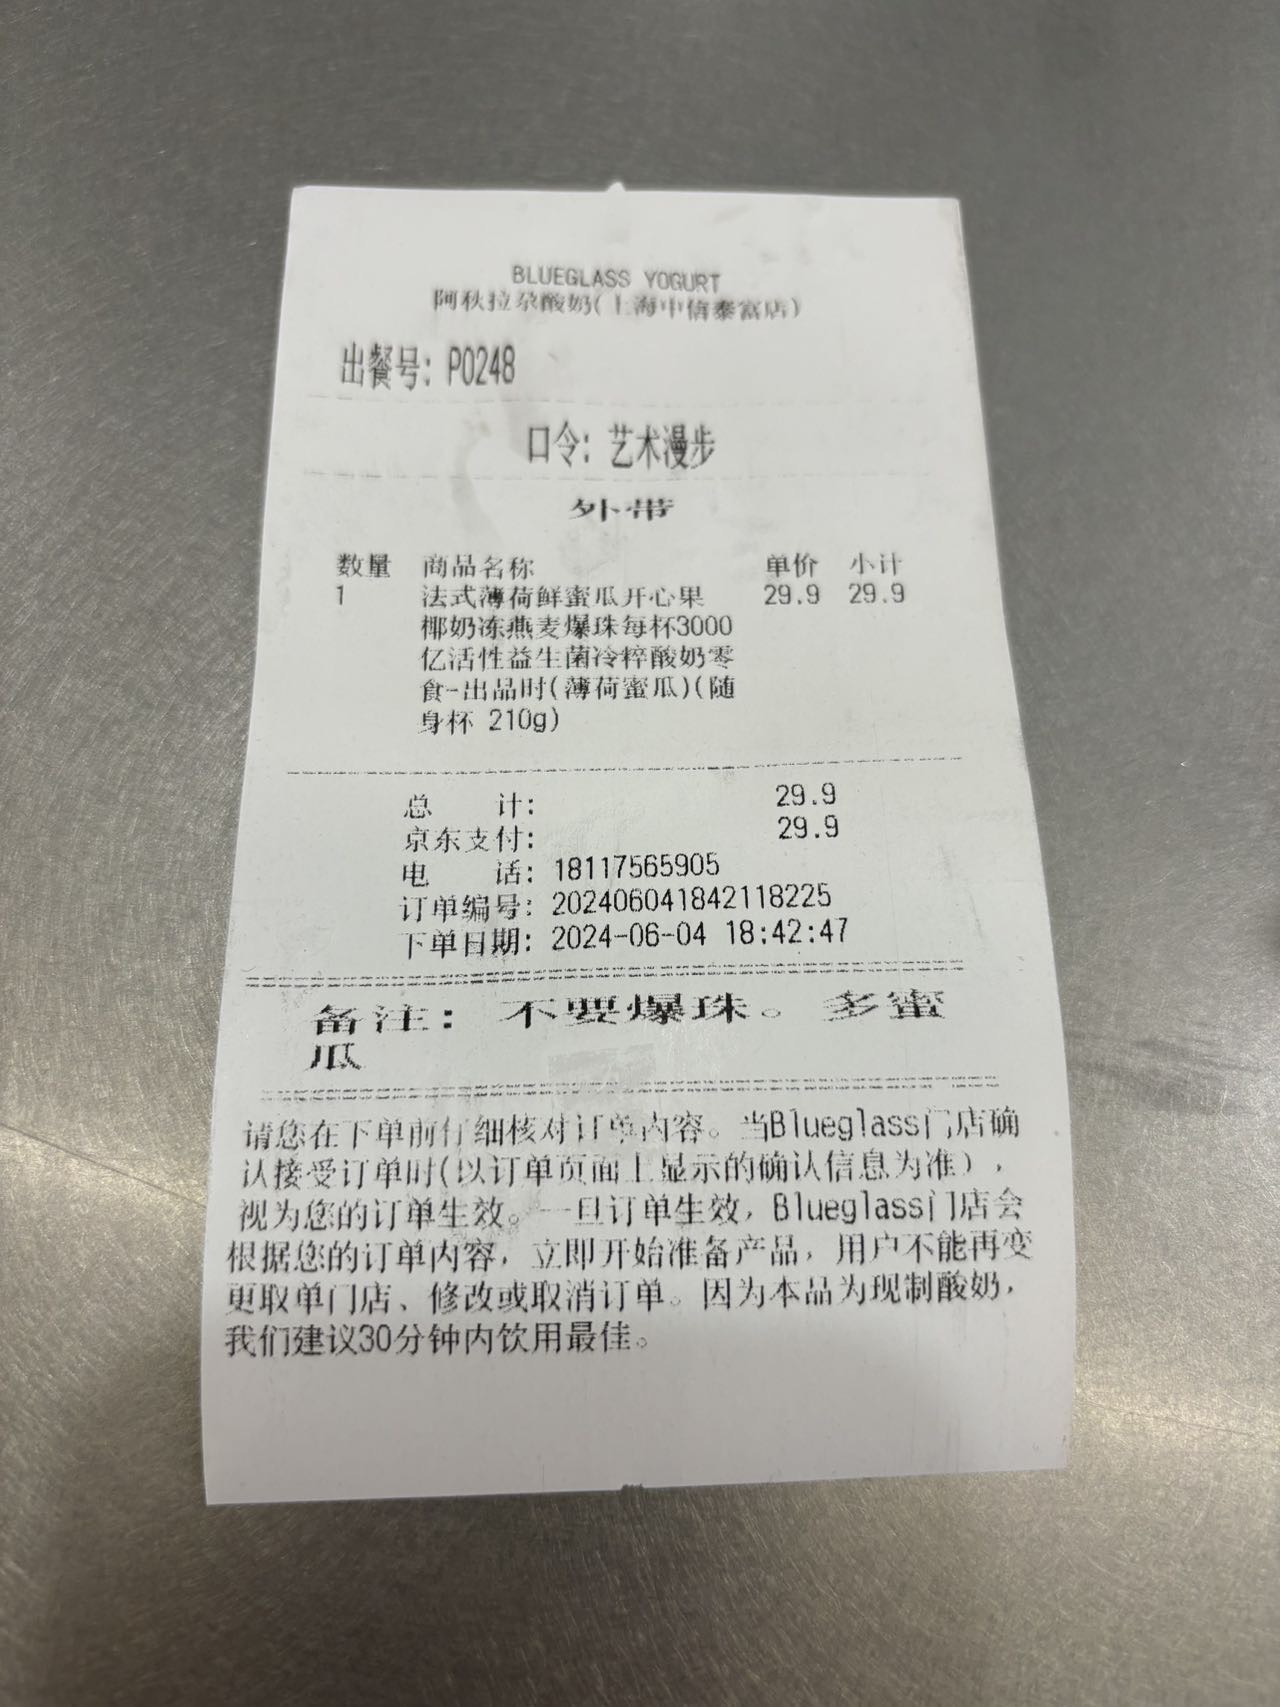 BLUEGLASS YOGURT
阿秋拉尕酸奶(上海中信泰富店)
出餐号: P0248
口令: 艺术漫步
外带
数量 商品名称 单价 小计
1 法式薄荷鲜蜜瓜开心果 29.9 29.9
椰奶冻燕麦爆珠每杯3000
亿活性益生菌冷粹酸奶零
食-出品时(薄荷蜜瓜)(随
身杯 210g)
总 计: 29.9
京东支付: 29.9
电 话: 18117565905
订单编号: 202406041842118225
下单日期: 2024-06-04 18:42:47
备注: 不要爆珠。多蜜
瓜
请您在下单前仔细核对订单内容。当Blueglass门店确
认接受订单时(以订单页面上显示的确认信息为准),
视为您的订单生效。一旦订单生效, Blueglass门店会
根据您的订单内容, 立即开始准备产品, 用户不能再变
更取单门店、修改或取消订单。因为本品为现制酸奶,
我们建议30分钟内饮用最佳。